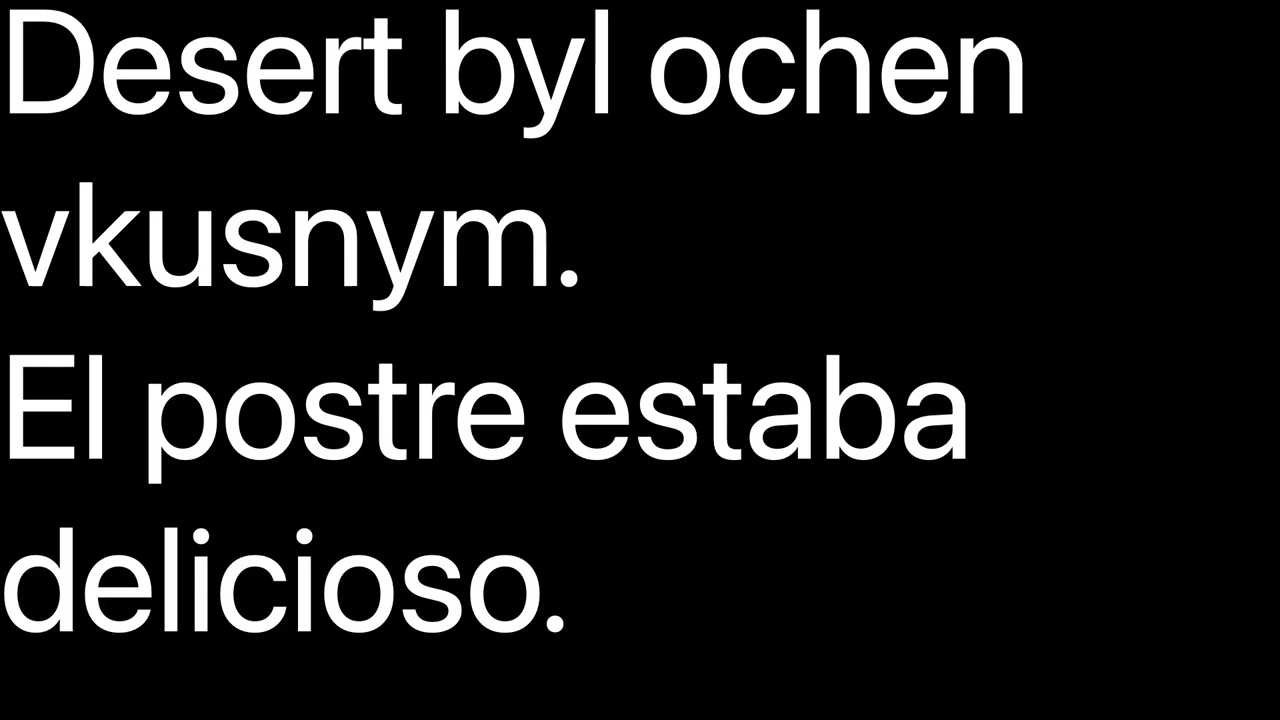 Desert byl ochen
vkusnym.
El postre estaba
delicioso.